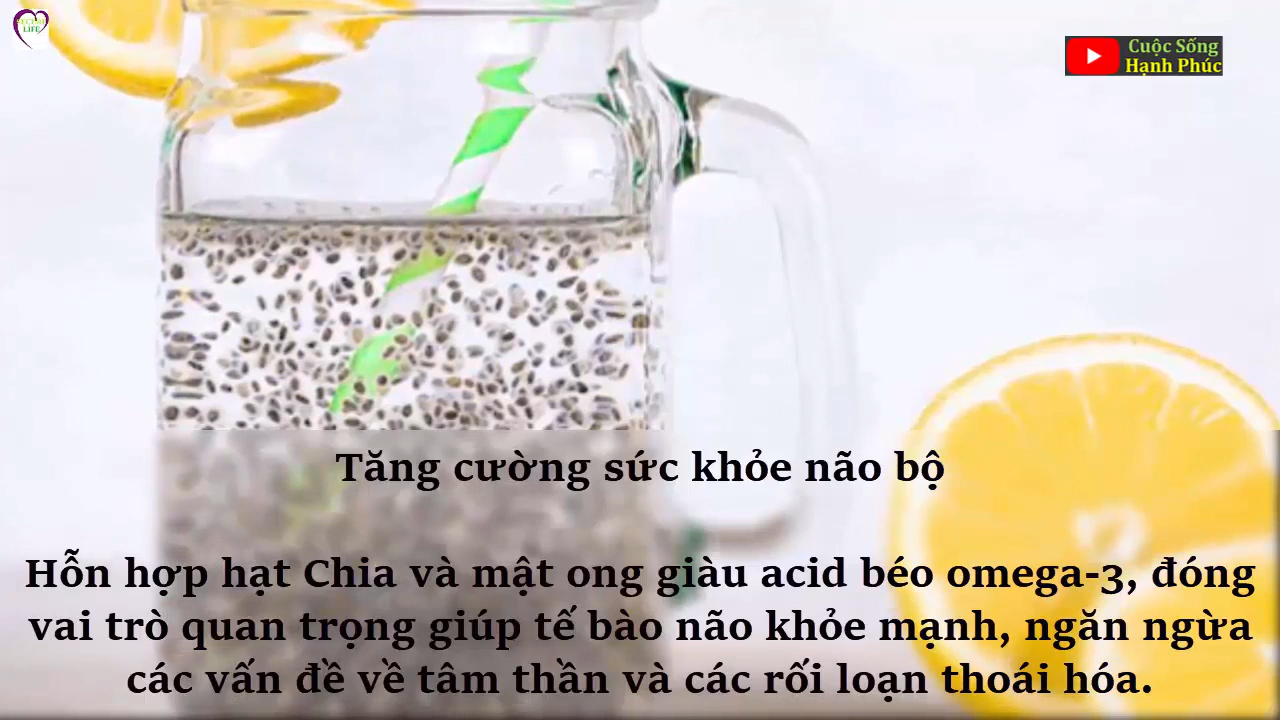 LIFE
Cuộc Sống
Hạnh Phúc
Tăng cường sức khỏe não bộ
Hỗn hợp hạt Chia và mật ong giàu acid béo omega-3, đóng
vai trò quan trọng giúp tế bào não khỏe mạnh, ngăn ngừa
các vấn đề về tâm thần và các rối loạn thoái hóa.